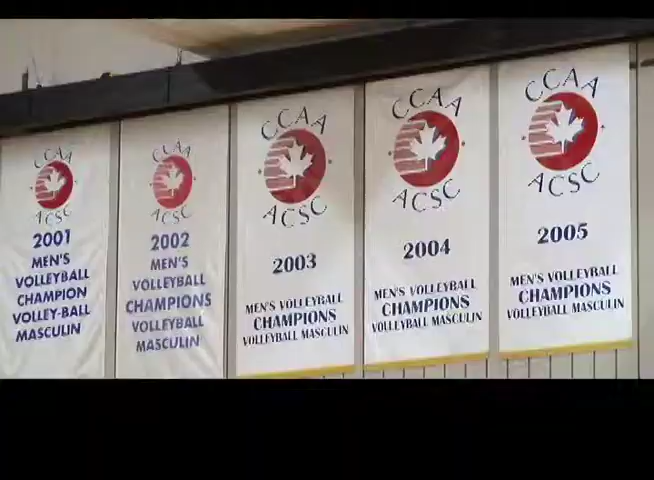 CCAA
ACSC
2001
MEN'S
VOLLEYBALL
CHAMPION
VOLLEY-BALL
MASCULIN
CCAA
ACSC
2002
MEN'S
VOLLEYBALL
CHAMPIONS
VOLLEYBALL
MASCULIN
CCAA
ACSC
2003
MEN'S VOLLEYBALL
CHAMPIONS
VOLLEYBALL MASCULIN
CCAA
ACSC
2004
MEN'S VOLLEYBALL
CHAMPIONS
VOLLEYBALL MASCULIN
CCAA
ACSC
2005
MEN'S VOLLEYBALL
CHAMPIONS
VOLLEYBALL MASCULIN